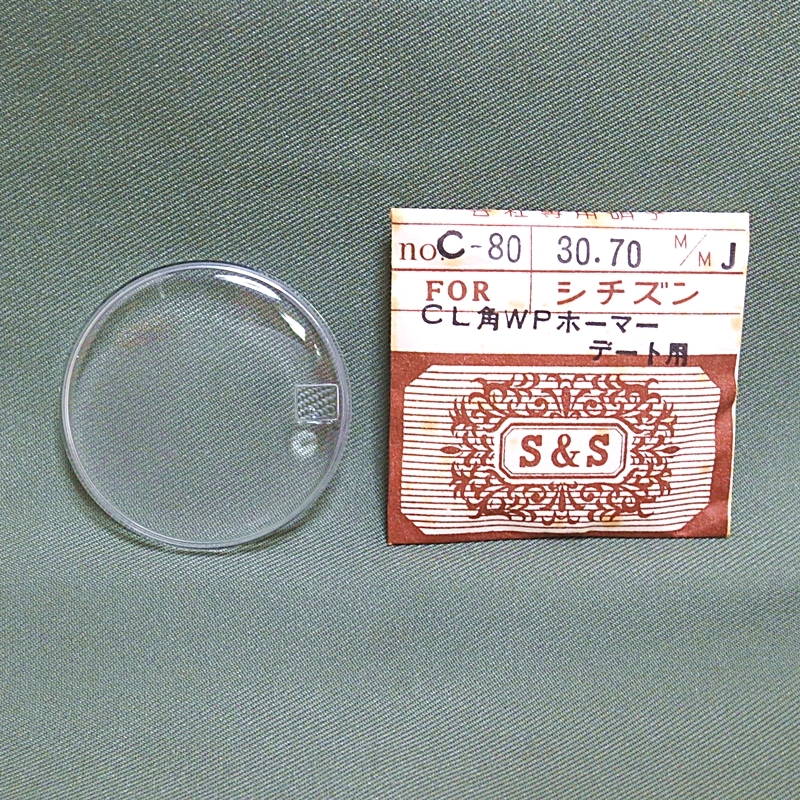 no. C-80 30.70 M/M J
FOR シチズン
CL角WPホーマー
デート用
S&S